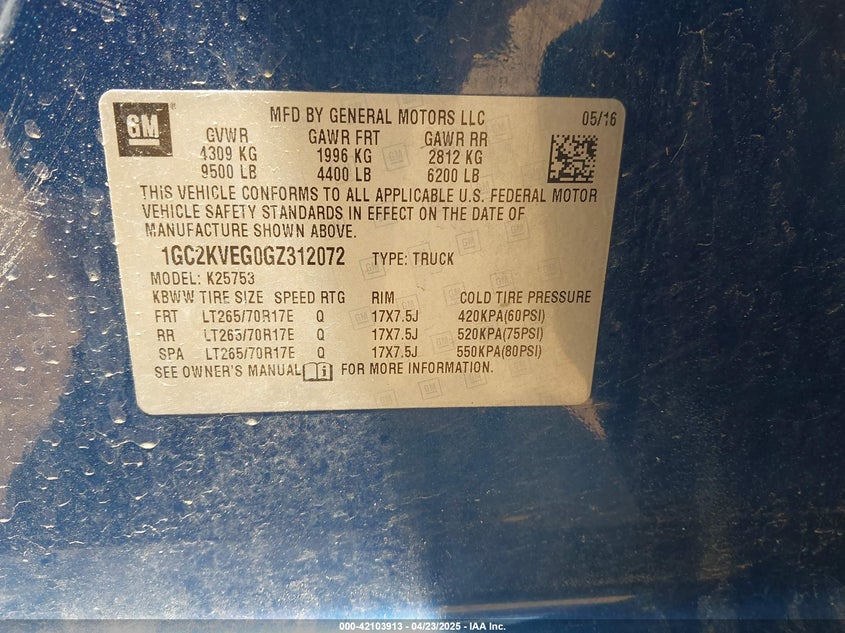 GM
MFD BY GENERAL MOTORS LLC 05/16
GVWR GAWR FRT GAWR RR
4309 KG 1996 KG 2812 KG
9500 LB 4400 LB 6200 LB
THIS VEHICLE CONFORMS TO ALL APPLICABLE U.S. FEDERAL MOTOR
VEHICLE SAFETY STANDARDS IN EFFECT ON THE DATE OF
MANUFACTURE SHOWN ABOVE.
1GC2KVEG0GZ312072 TYPE: TRUCK
MODEL: K25753
KBWW TIRE SIZE SPEED RTG RIM COLD TIRE PRESSURE
FRT LT265/70R17E Q 17X7.5J 420KPA(60PSI)
RR LT265/70R17E Q 17X7.5J 520KPA(75PSI)
SPA LT265/70R17E Q 17X7.5J 550KPA(80PSI)
SEE OWNER'S MANUAL FOR MORE INFORMATION.
000-42103913 - 04/23/2025 - IAA Inc.